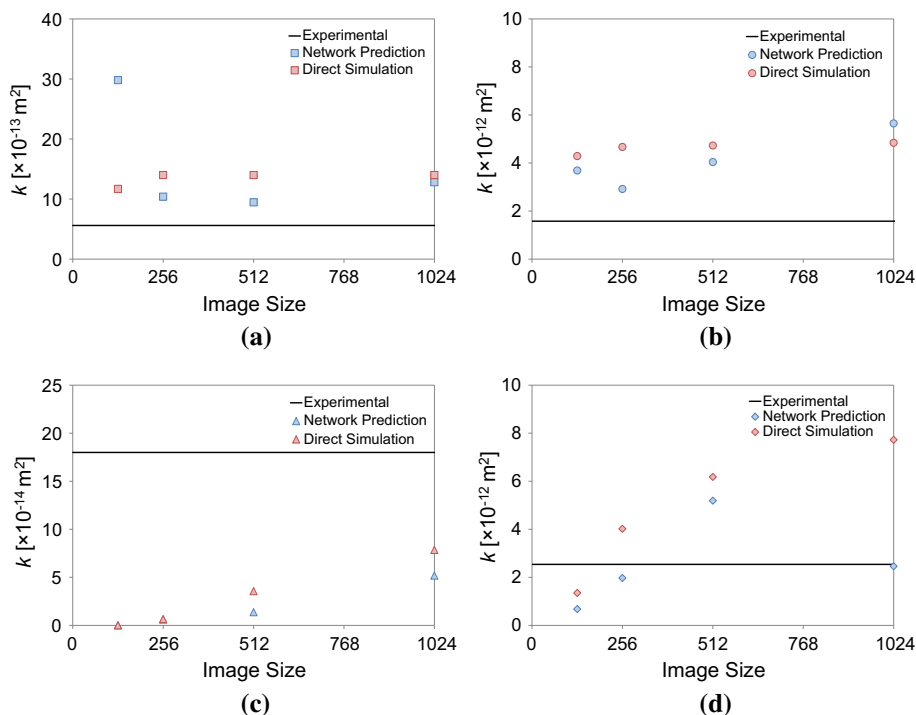 40
30
20
10
0
k [×10⁻¹³ m²]
Experimental
Network Prediction
Direct Simulation
0 256 512 768 1024
Image Size
(a)
10
8
6
4
2
0
k [×10⁻¹² m²]
Experimental
Network Prediction
Direct Simulation
0 256 512 768 1024
Image Size
(b)
25
20
15
10
5
0
k [×10⁻¹⁴ m²]
Experimental
Network Prediction
Direct Simulation
0 256 512 768 1024
Image Size
(c)
10
8
6
4
2
0
k [×10⁻¹² m²]
Experimental
Network Prediction
Direct Simulation
0 256 512 768 1024
Image Size
(d)